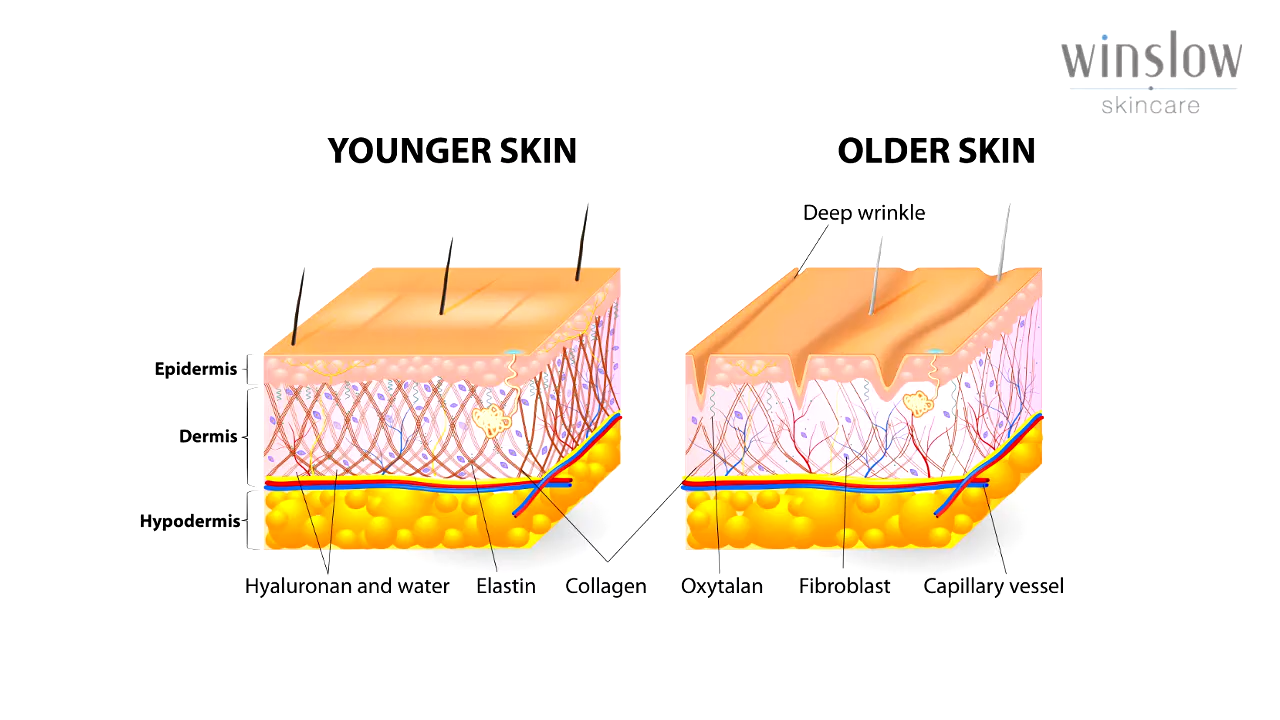 winslow
skincare
YOUNGER SKIN
OLDER SKIN
Deep wrinkle
Epidermis
Dermis
Hypodermis
Hyaluronan and water
Elastin
Collagen
Oxytalan
Fibroblast
Capillary vessel